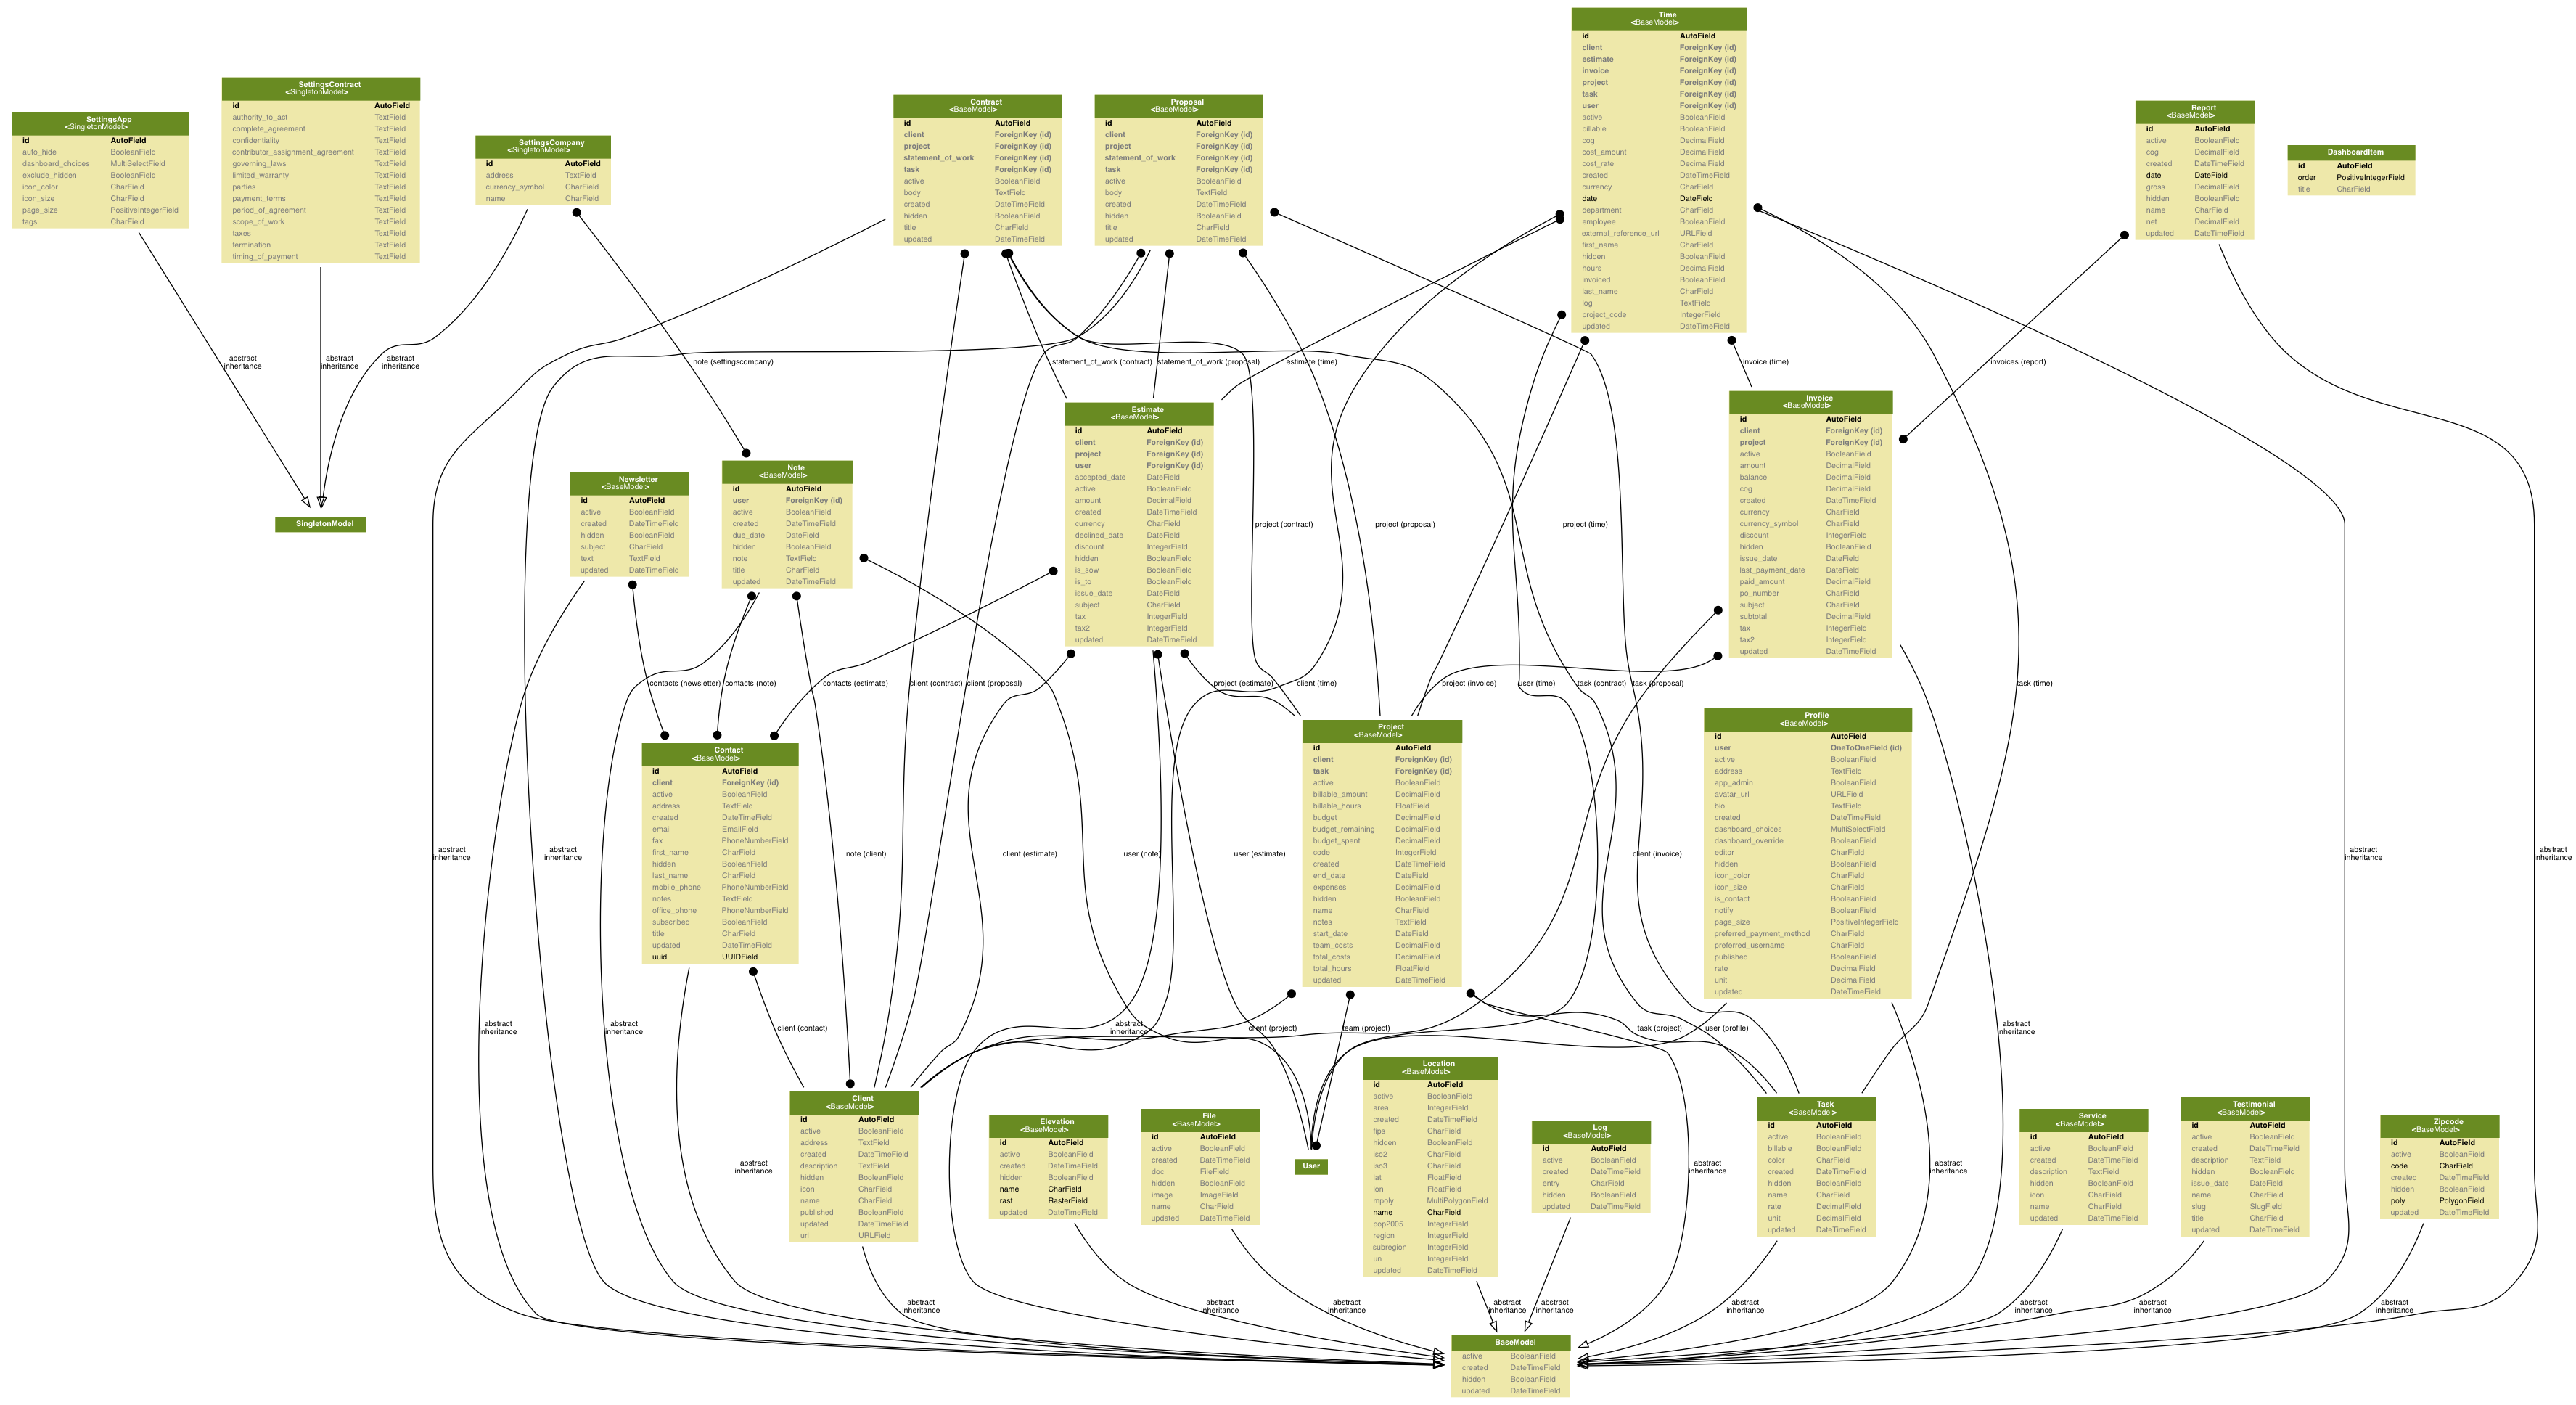 Time
<BaseModel>
id AutoField
client ForeignKey (id)
estimate ForeignKey (id)
invoice ForeignKey (id)
project ForeignKey (id)
task ForeignKey (id)
user ForeignKey (id)
active BooleanField
billable BooleanField
cog DecimalField
cost_amount DecimalField
cost_rate DecimalField
created DateTimeField
currency CharField
date DateField
department CharField
employee BooleanField
external_reference_url URLField
first_name CharField
hidden BooleanField
hours DecimalField
invoiced BooleanField
last_name CharField
log TextField
project_code IntegerField
updated DateTimeField
SettingsContract
<SingletonModel>
id AutoField
authority_to_act TextField
complete_agreement TextField
confidentiality TextField
contributor_assignment_agreement TextField
governing_laws TextField
limited_warranty TextField
parties TextField
payment_terms TextField
period_of_agreement TextField
scope_of_work TextField
taxes TextField
termination TextField
timing_of_payment TextField
SettingsApp
<SingletonModel>
id AutoField
auto_hide BooleanField
dashboard_choices MultiSelectField
exclude_hidden BooleanField
icon_color CharField
icon_size CharField
page_size PositiveIntegerField
tags CharField
SettingsCompany
<SingletonModel>
id AutoField
address TextField
currency_symbol CharField
name CharField
Contract
<BaseModel>
id AutoField
client ForeignKey (id)
project ForeignKey (id)
statement_of_work ForeignKey (id)
task ForeignKey (id)
active BooleanField
body TextField
created DateTimeField
hidden BooleanField
title CharField
updated DateTimeField
Proposal
<BaseModel>
id AutoField
client ForeignKey (id)
project ForeignKey (id)
statement_of_work ForeignKey (id)
task ForeignKey (id)
active BooleanField
body TextField
created DateTimeField
hidden BooleanField
title CharField
updated DateTimeField
Report
<BaseModel>
id AutoField
active BooleanField
cog DecimalField
created DateTimeField
date DateField
gross DecimalField
hidden BooleanField
name CharField
net DecimalField
updated DateTimeField
DashboardItem
id AutoField
order PositiveIntegerField
title CharField
abstract
inheritance
abstract
inheritance
abstract
inheritance
note (settingscompany)
statement_of_work (contract)
statement_of_work (proposal)
estimate (time)
invoice (time)
invoices (report)
Estimate
<BaseModel>
id AutoField
client ForeignKey (id)
project ForeignKey (id)
user ForeignKey (id)
accepted_date DateField
active BooleanField
amount DecimalField
created DateTimeField
currency CharField
declined_date DateField
discount IntegerField
hidden BooleanField
is_sow BooleanField
is_to BooleanField
issue_date DateField
subject CharField
tax IntegerField
tax2 IntegerField
updated DateTimeField
Invoice
<BaseModel>
id AutoField
client ForeignKey (id)
project ForeignKey (id)
active BooleanField
amount DecimalField
balance DecimalField
cog DecimalField
created DateTimeField
currency CharField
currency_symbol CharField
discount IntegerField
hidden BooleanField
issue_date DateField
last_payment_date DateField
paid_amount DecimalField
po_number CharField
subject CharField
subtotal DecimalField
tax IntegerField
tax2 IntegerField
updated DateTimeField
SingletonModel
Newsletter
<BaseModel>
id AutoField
active BooleanField
created DateTimeField
hidden BooleanField
subject CharField
text TextField
updated DateTimeField
Note
<BaseModel>
id AutoField
user ForeignKey (id)
active BooleanField
created DateTimeField
due_date DateField
hidden BooleanField
note TextField
title CharField
updated DateTimeField
project (contract)
project (proposal)
project (time)
contacts (newsletter)
contacts (note)
contacts (estimate)
client (contract)
client (proposal)
project (estimate)
client (time)
project (invoice)
user (time)
task (contract)
task (proposal)
task (time)
Contact
<BaseModel>
id AutoField
client ForeignKey (id)
active BooleanField
address TextField
created DateTimeField
email EmailField
fax PhoneNumberField
first_name CharField
hidden BooleanField
last_name CharField
mobile_phone PhoneNumberField
notes TextField
office_phone PhoneNumberField
subscribed BooleanField
title CharField
updated DateTimeField
uuid UUIDField
Project
<BaseModel>
id AutoField
client ForeignKey (id)
task ForeignKey (id)
active BooleanField
billable_amount DecimalField
billable_hours FloatField
budget DecimalField
budget_remaining DecimalField
budget_spent DecimalField
code IntegerField
created DateTimeField
end_date DateField
expenses DecimalField
hidden BooleanField
name CharField
notes TextField
start_date DateField
team_costs DecimalField
total_costs DecimalField
total_hours FloatField
updated DateTimeField
Profile
<BaseModel>
id AutoField
user OneToOneField (id)
active BooleanField
address TextField
app_admin BooleanField
avatar_url URLField
bio TextField
created DateTimeField
dashboard_choices MultiSelectField
dashboard_override BooleanField
editor CharField
hidden BooleanField
icon_color CharField
icon_size CharField
is_contact BooleanField
notify BooleanField
page_size PositiveIntegerField
preferred_payment_method CharField
preferred_username CharField
published BooleanField
rate DecimalField
unit DecimalField
updated DateTimeField
abstract
inheritance
abstract
inheritance
note (client)
client (estimate)
user (note)
user (estimate)
client (invoice)
abstract
inheritance
abstract
inheritance
abstract
inheritance
abstract
inheritance
client (contact)
abstract
inheritance
client (project)
team (project)
task (project)
user (profile)
abstract
inheritance
Client
<BaseModel>
id AutoField
active BooleanField
address TextField
created DateTimeField
description TextField
hidden BooleanField
icon CharField
name CharField
published BooleanField
updated DateTimeField
url URLField
Elevation
<BaseModel>
id AutoField
active BooleanField
created DateTimeField
hidden BooleanField
name CharField
rast RasterField
updated DateTimeField
File
<BaseModel>
id AutoField
active BooleanField
created DateTimeField
doc FileField
hidden BooleanField
image ImageField
name CharField
updated DateTimeField
User
Location
<BaseModel>
id AutoField
active BooleanField
area IntegerField
created DateTimeField
fips CharField
hidden BooleanField
iso2 CharField
iso3 CharField
lat FloatField
lon FloatField
mpoly MultiPolygonField
name CharField
pop2005 IntegerField
region IntegerField
subregion IntegerField
un IntegerField
updated DateTimeField
Log
<BaseModel>
id AutoField
active BooleanField
created DateTimeField
entry CharField
hidden BooleanField
updated DateTimeField
Task
<BaseModel>
id AutoField
active BooleanField
billable BooleanField
color CharField
created DateTimeField
hidden BooleanField
name CharField
rate DecimalField
unit DecimalField
updated DateTimeField
Service
<BaseModel>
id AutoField
active BooleanField
created DateTimeField
description TextField
hidden BooleanField
icon CharField
name CharField
updated DateTimeField
Testimonial
<BaseModel>
id AutoField
active BooleanField
created DateTimeField
description TextField
hidden BooleanField
issue_date DateField
name CharField
slug SlugField
title CharField
updated DateTimeField
Zipcode
<BaseModel>
id AutoField
active BooleanField
code CharField
created DateTimeField
hidden BooleanField
poly PolygonField
updated DateTimeField
abstract
inheritance
abstract
inheritance
abstract
inheritance
abstract
inheritance
abstract
inheritance
abstract
inheritance
abstract
inheritance
abstract
inheritance
abstract
inheritance
abstract
inheritance
abstract
inheritance
abstract
inheritance
BaseModel
active BooleanField
created DateTimeField
hidden BooleanField
updated DateTimeField